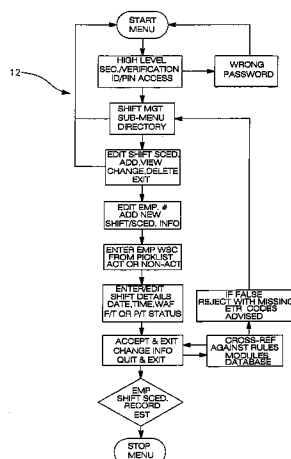 START
MENU
HIGH LEVEL
SEC./VERIFICATION
ID/PIN ACCESS
WRONG
PASSWORD
12
SHIFT MGT
SUB-MENU
DIRECTORY
EDIT SHIFT SCED.
ADD,VIEW
CHANGE,DELETE
EXIT
EDIT EMP. #
ADD NEW
SHIFT/SCED. INFO
ENTER EMP WSC
FROM PICKLIST
ACT OR NON-ACT
ENTER/EDIT
SHIFT DETAILS
DATE,TIME,WAF
F/T OR P/T STATUS
IF FALSE
REJECT WITH MISSING
ETR CODES
ADVISED
ACCEPT & EXIT
CHANGE INFO
QUIT & EXIT
CROSS-REF
AGAINST RULES
MODULES
DATABASE
EMP
SHIFT SCED.
RECORD
EST
STOP
MENU